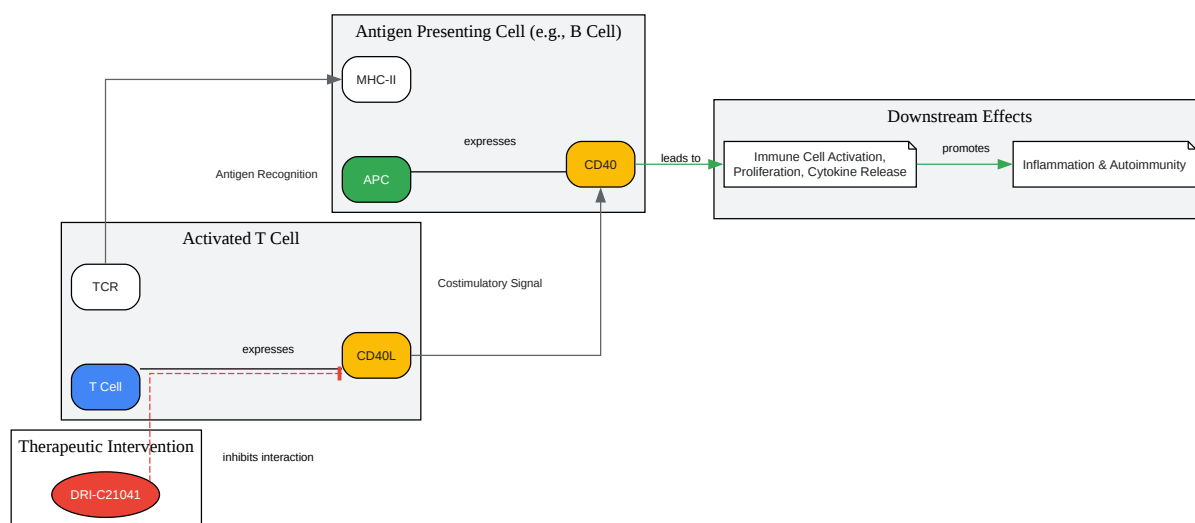 Antigen Presenting Cell (e.g., B Cell)
MHC-II
expresses
CD40
APC
Antigen Recognition
leads to
Downstream Effects
Immune Cell Activation,
Proliferation, Cytokine Release
promotes
Inflammation & Autoimmunity
Activated T Cell
TCR
Costimulatory Signal
expresses
CD40L
T Cell
Therapeutic Intervention
inhibits interaction
DRI-C21041